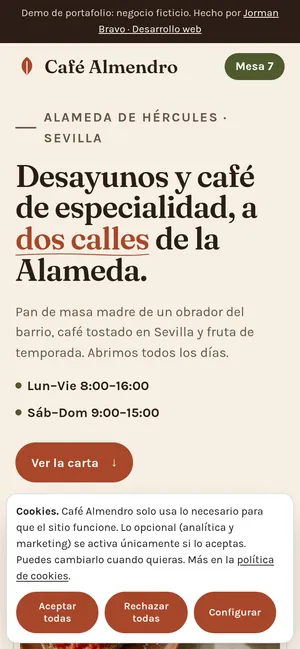 Demo de portafolio: negocio ficticio. Hecho por Jorman
Bravo · Desarrollo web
Café Almendro
Mesa 7
ALAMEDA DE HÉRCULES ·
SEVILLA
Desayunos y café
de especialidad, a
dos calles de la
Alameda.
Pan de masa madre de un obrador del
barrio, café tostado en Sevilla y fruta de
temporada. Abrimos todos los días.
Lun–Vie 8:00–16:00
Sáb–Dom 9:00–15:00
Ver la carta ↓
Cookies. Café Almendro solo usa lo necesario para
que el sitio funcione. Lo opcional (analítica y
marketing) se activa únicamente si lo aceptas.
Puedes cambiarlo cuando quieras. Más en la política
de cookies.
Aceptar
todas
Rechazar
todas
Configurar